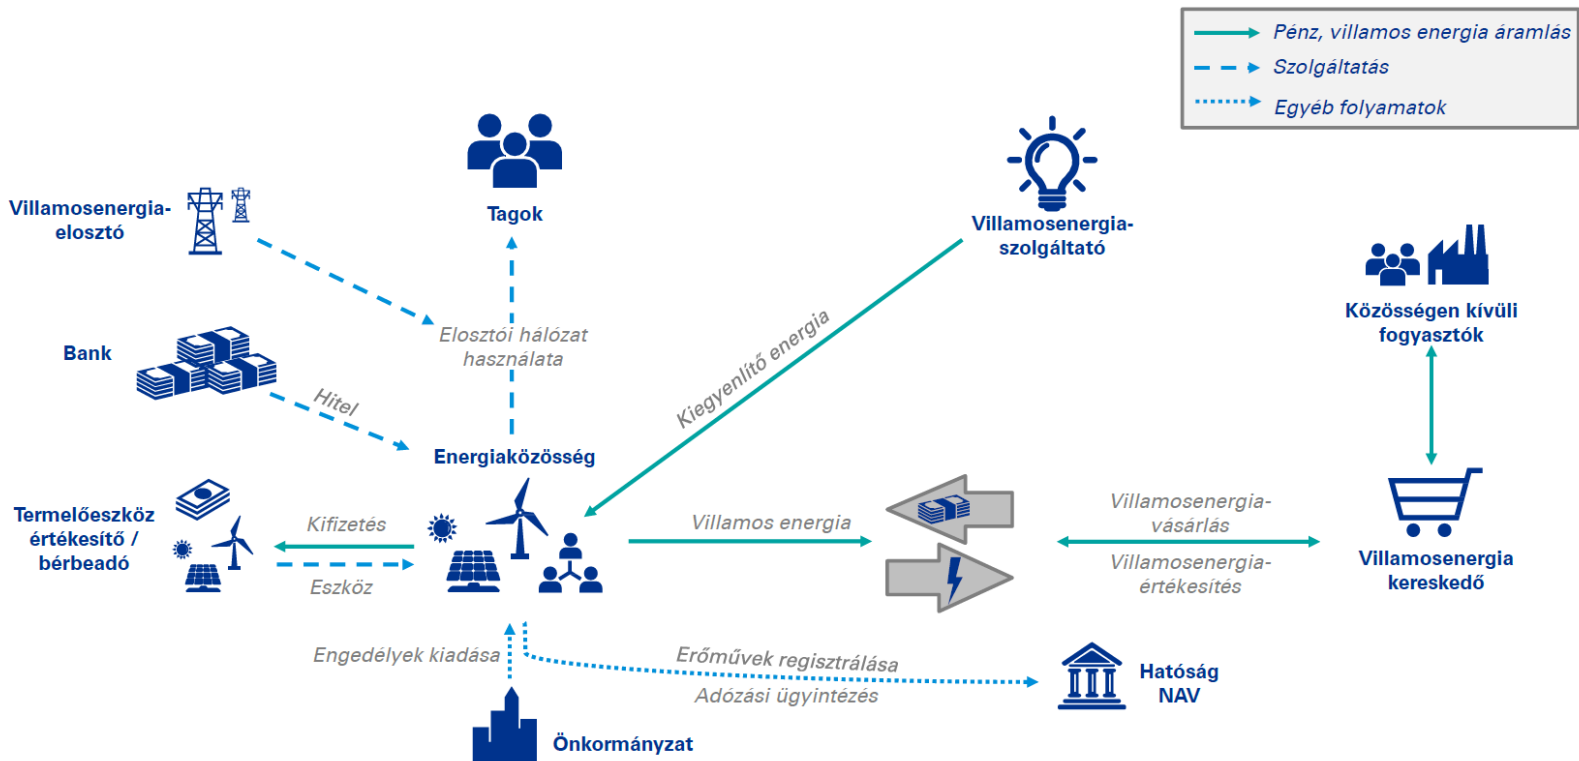 Pénz, villamos energia áramlás
Szolgáltatás
Egyéb folyamatok
Tagok
Villamosenergia-
elosztó
Villamosenergia-
szolgáltató
Közösségen kívüli
fogyasztók
Elosztói hálózat
használata
Bank
Hitel
Kiegyenlítő energia
Energiaközösség
Termelőeszköz
értékesítő /
bérbeadó
Kifizetés
Eszköz
Villamos energia
Villamosenergia-
vásárlás
Villamosenergia-
értékesítés
Villamosenergia
kereskedő
Engedélyek kiadása
Erőművek regisztrálása
Adózási ügyintézés
Hatóság
NAV
Önkormányzat